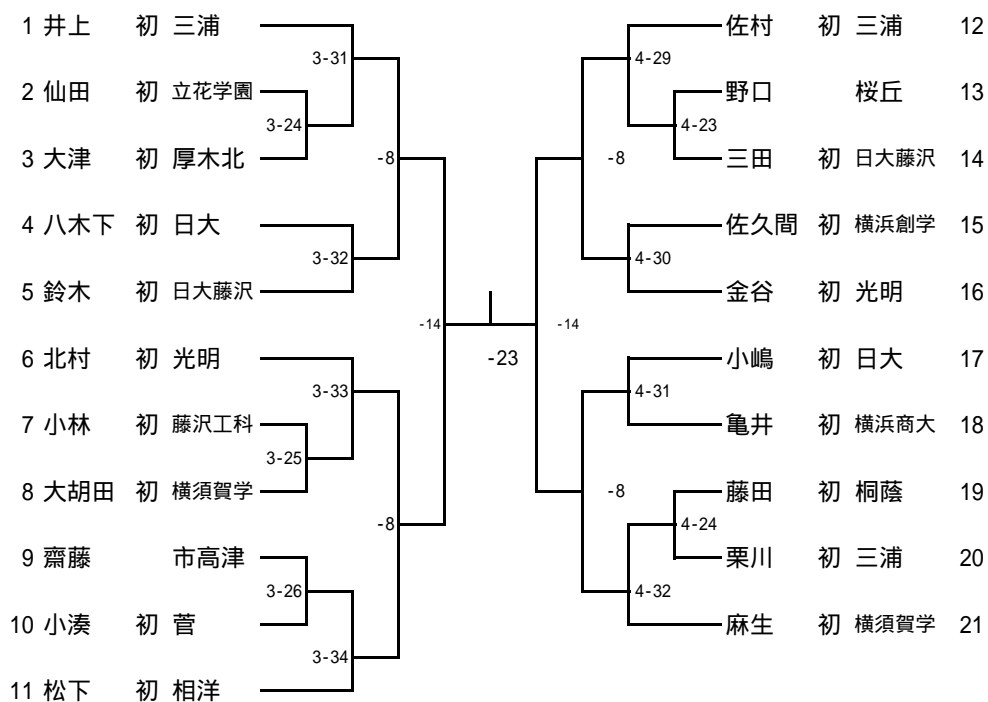 1 井上 初 三浦
3-31
2 仙田 初 立花学園
3-24
3 大津 初 厚木北
-8
4 八木下 初 日大
3-32
5 鈴木 初 日大藤沢
-14
6 北村 初 光明
3-33
7 小林 初 藤沢工科
3-25
8 大胡田 初 横須賀学
-8
9 齋藤 市高津
3-26
10 小湊 初 菅
3-34
11 松下 初 相洋
-23
佐村 初 三浦 12
4-29
野口 桜丘 13
4-23
三田 初 日大藤沢 14
-8
佐久間 初 横浜創学 15
4-30
金谷 初 光明 16
-14
小嶋 初 日大 17
4-31
亀井 初 横浜商大 18
-8
藤田 初 桐蔭 19
4-24
栗川 初 三浦 20
4-32
麻生 初 横須賀学 21